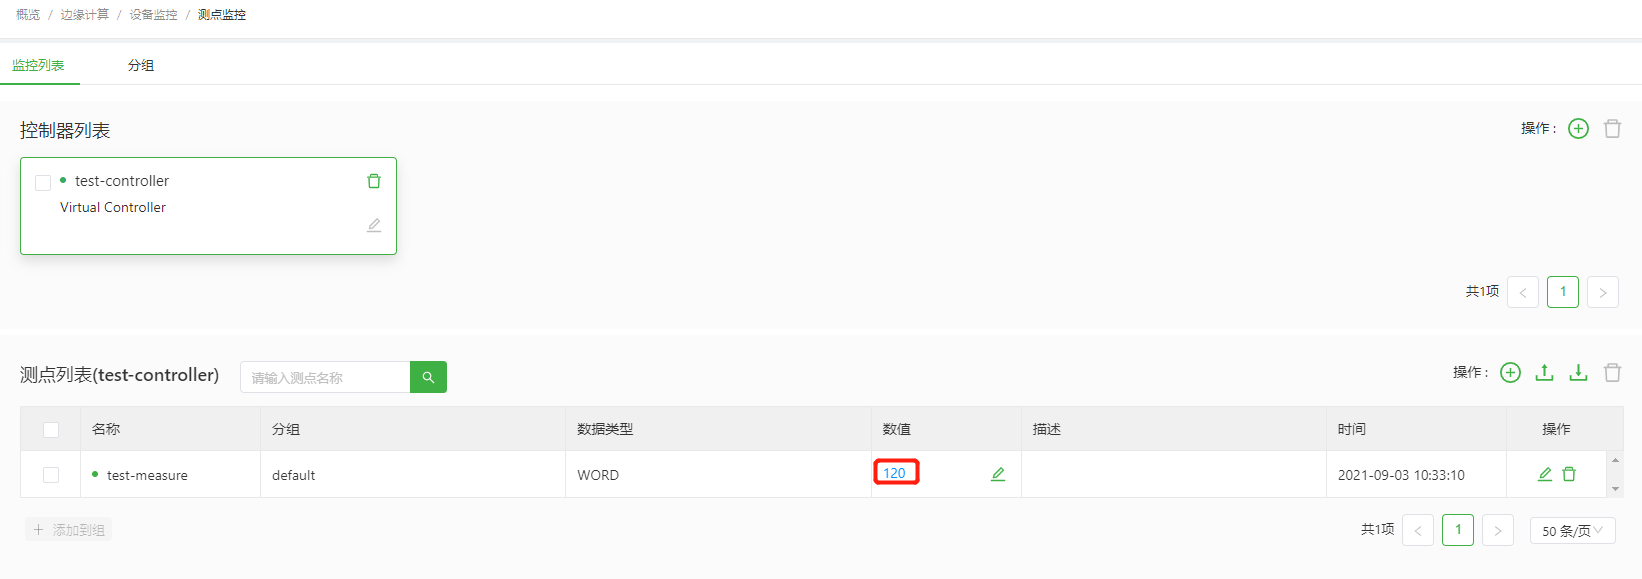 概览 / 边缘计算 / 设备监控 / 测点监控
监控列表 分组
控制器列表 操作：
test-controller
Virtual Controller
共1项 < 1 >
测点列表(test-controller) 请输入测点名称 操作：
名称 分组 数据类型 数值 描述 时间 操作
test-measure default WORD 120 2021-09-03 10:33:10
+ 添加到组 共1项 < 1 > 50 条/页